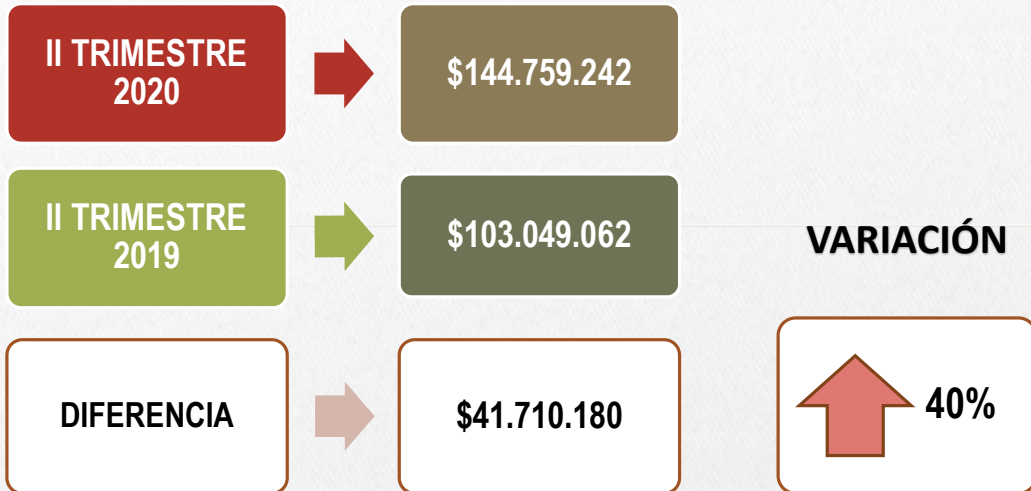 II TRIMESTRE
2020
$144.759.242
II TRIMESTRE
2019
$103.049.062
VARIACIÓN
DIFERENCIA
$41.710.180
40%